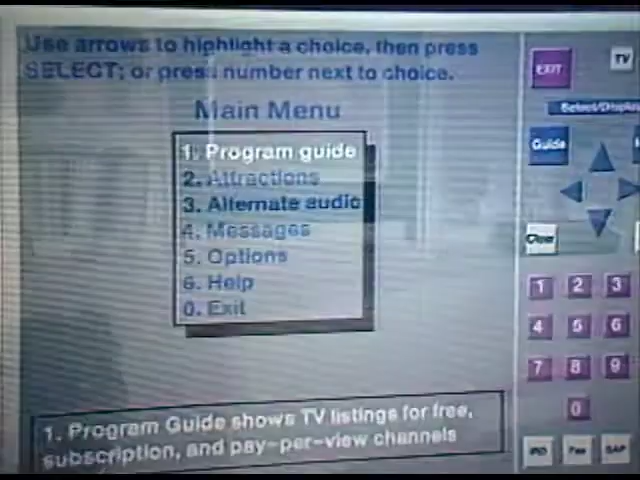 Use arrows to highlight a choice, then press
SELECT; or press number next to choice.
Main Menu
1. Program guide
2. Attractions
3. Alternate audio
4. Messages
5. Options
6. Help
0. Exit
1. Program Guide shows TV listings for free,
subscription, and pay-per-view channels
EXIT
TV
Select/Display
Guide
Clear
1 2 3
4 5 6
7 8 9
0
SAP